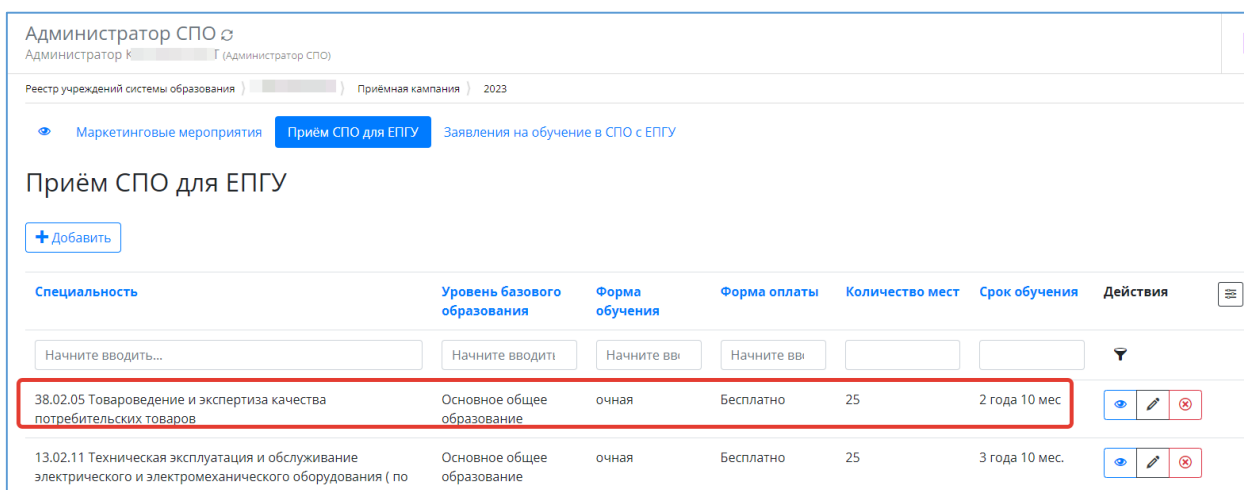 Администратор СПО
Администратор К Т (Администратор СПО)
Реестр учреждений системы образования ) ) Приёмная кампания ) 2023
Маркетинговые мероприятия Приём СПО для ЕПГУ Заявления на обучение в СПО с ЕПГУ
Приём СПО для ЕПГУ
+ Добавить
Специальность Уровень базового Форма Форма оплаты Количество мест Срок обучения Действия
образования обучения
Начните вводить... Начните вводить Начните вв Начните вв
38.02.05 Товароведение и экспертиза качества Основное общее очная Бесплатно 25 2 года 10 мес
потребительских товаров образование
13.02.11 Техническая эксплуатация и обслуживание Основное общее очная Бесплатно 25 3 года 10 мес.
электрического и электромеханического оборудования ( по образование